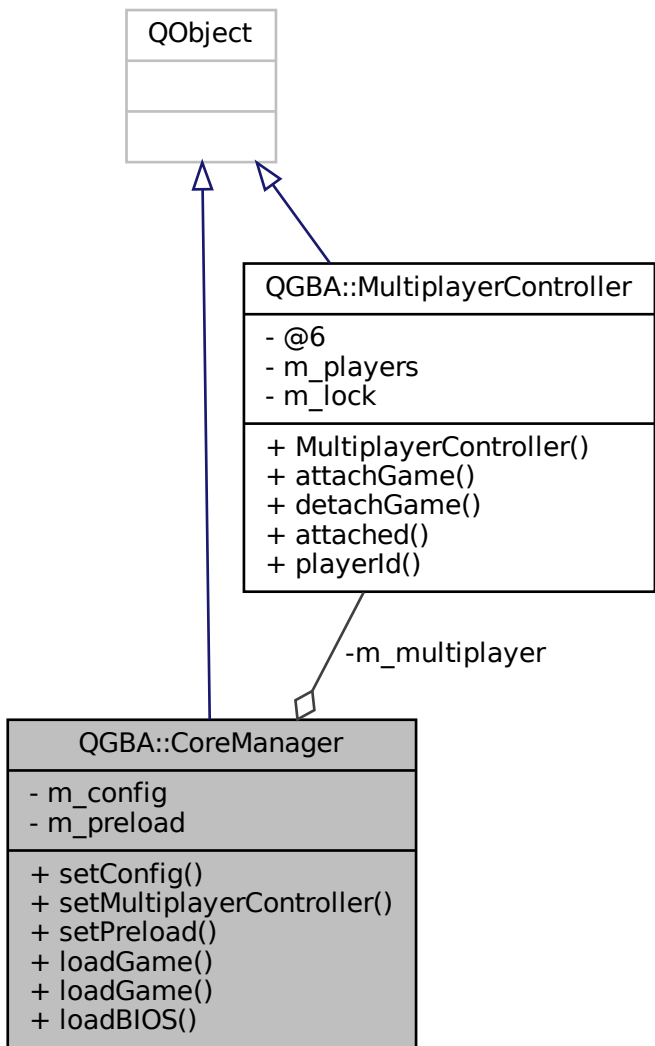 QObject
QGBA::MultiplayerController
- @6
- m_players
- m_lock
+ MultiplayerController()
+ attachGame()
+ detachGame()
+ attached()
+ playerId()
-m_multiplayer
QGBA::CoreManager
- m_config
- m_preload
+ setConfig()
+ setMultiplayerController()
+ setPreload()
+ loadGame()
+ loadGame()
+ loadBIOS()